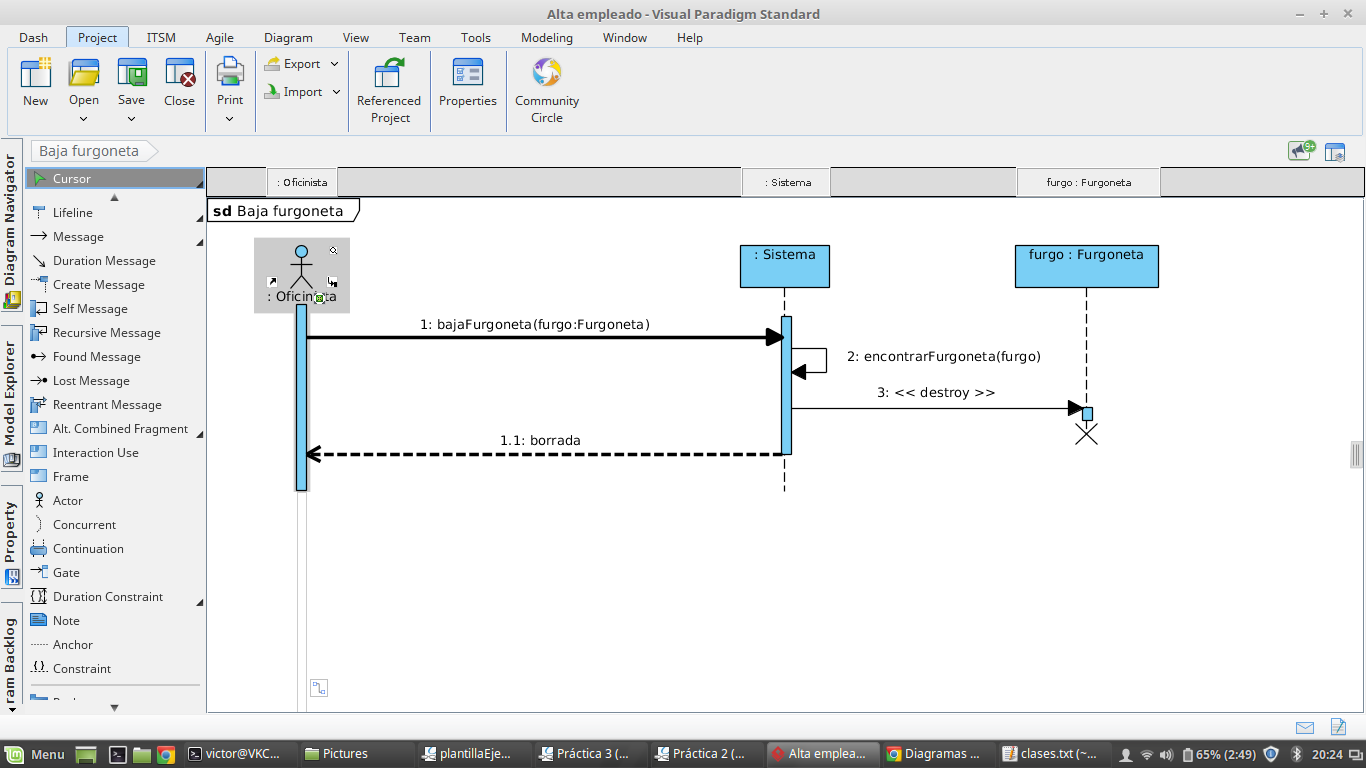 Alta empleado - Visual Paradigm Standard
Dash Project ITSM Agile Diagram View Team Tools Modeling Window Help
New Open Save Close Print Export Import Referenced Project Properties Community Circle
Baja furgoneta
9+
Diagram Navigator
Model Explorer
Property
ram Backlog
Cursor
Lifeline
Message
Duration Message
Create Message
Self Message
Recursive Message
Found Message
Lost Message
Reentrant Message
Alt. Combined Fragment
Interaction Use
Frame
Actor
Concurrent
Continuation
Gate
Duration Constraint
Note
Anchor
Constraint
: Oficinista : Sistema furgo : Furgoneta
sd Baja furgoneta
: Oficinista
: Sistema
furgo : Furgoneta
1: bajaFurgoneta(furgo:Furgoneta)
2: encontrarFurgoneta(furgo)
3: << destroy >>
1.1: borrada
Menu victor@VKC... Pictures plantillaEje... Práctica 3 (... Práctica 2 (... Alta emplea... Diagramas ... clases.txt (~... 65% (2:49) 20:24